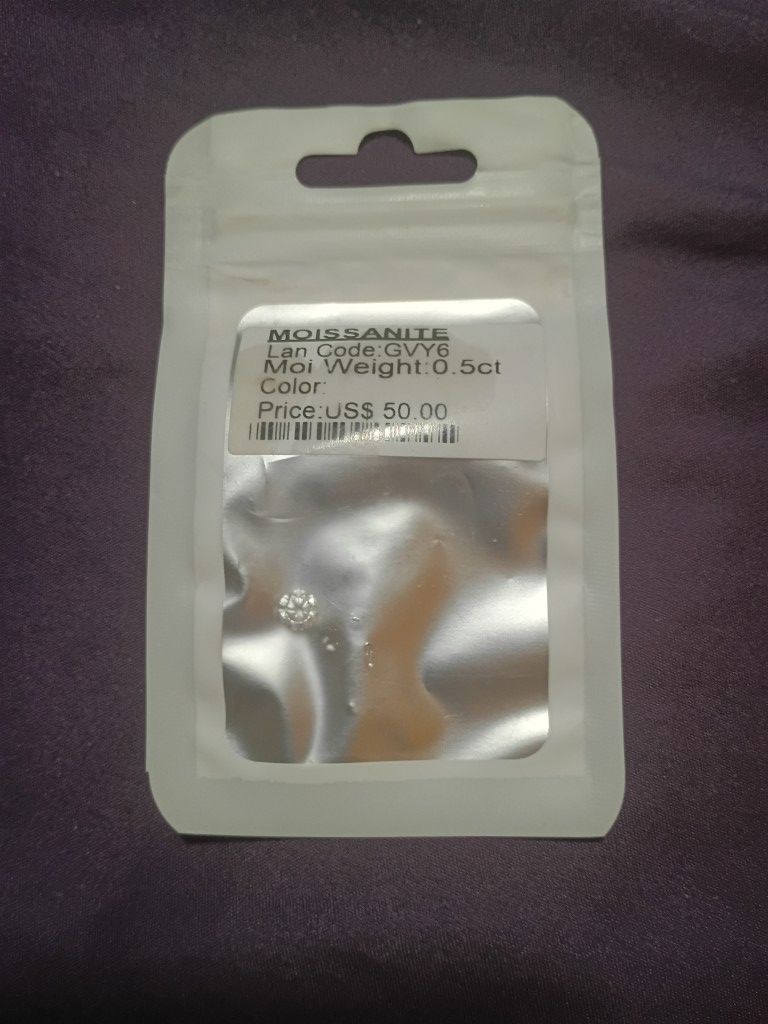 MOISSANITE
Lan Code:GVY6
Moi Weight:0.5ct
Color:
Price:US$ 50.00